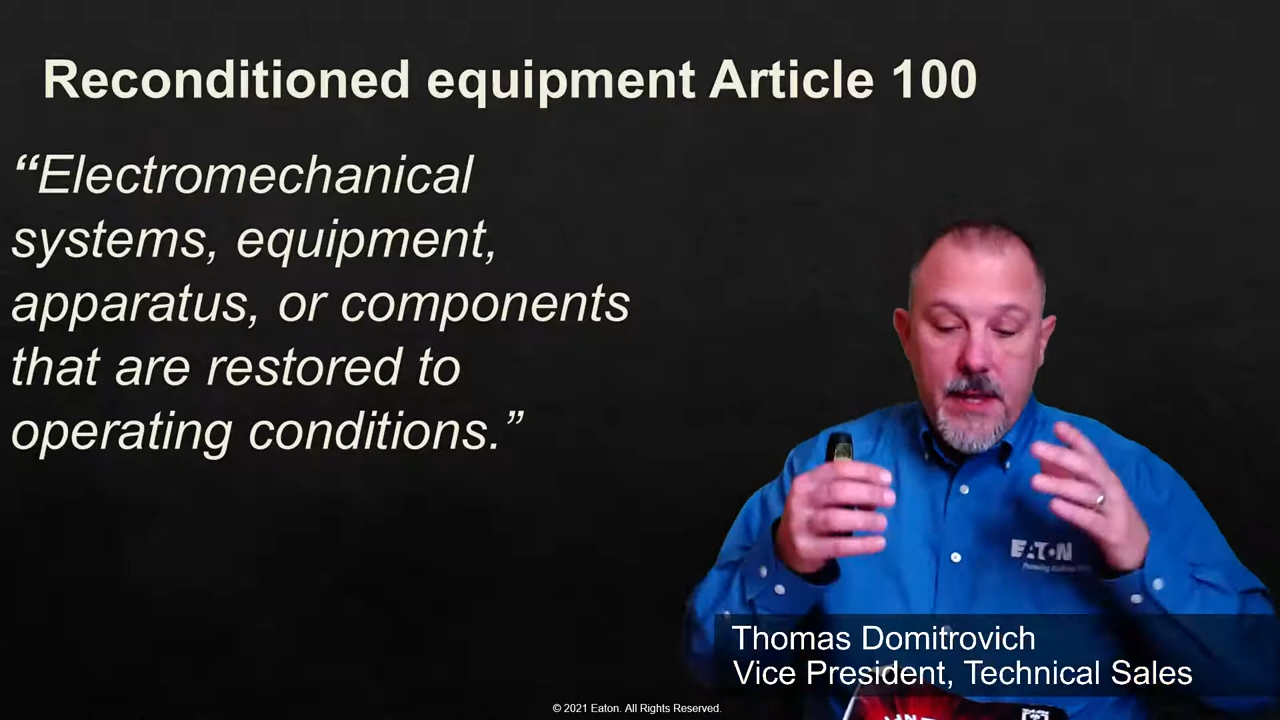 Reconditioned equipment Article 100
“Electromechanical
systems, equipment,
apparatus, or components
that are restored to
operating conditions.”
EATON
Thomas Domitrovich
Vice President, Technical Sales
© 2021 Eaton. All Rights Reserved.